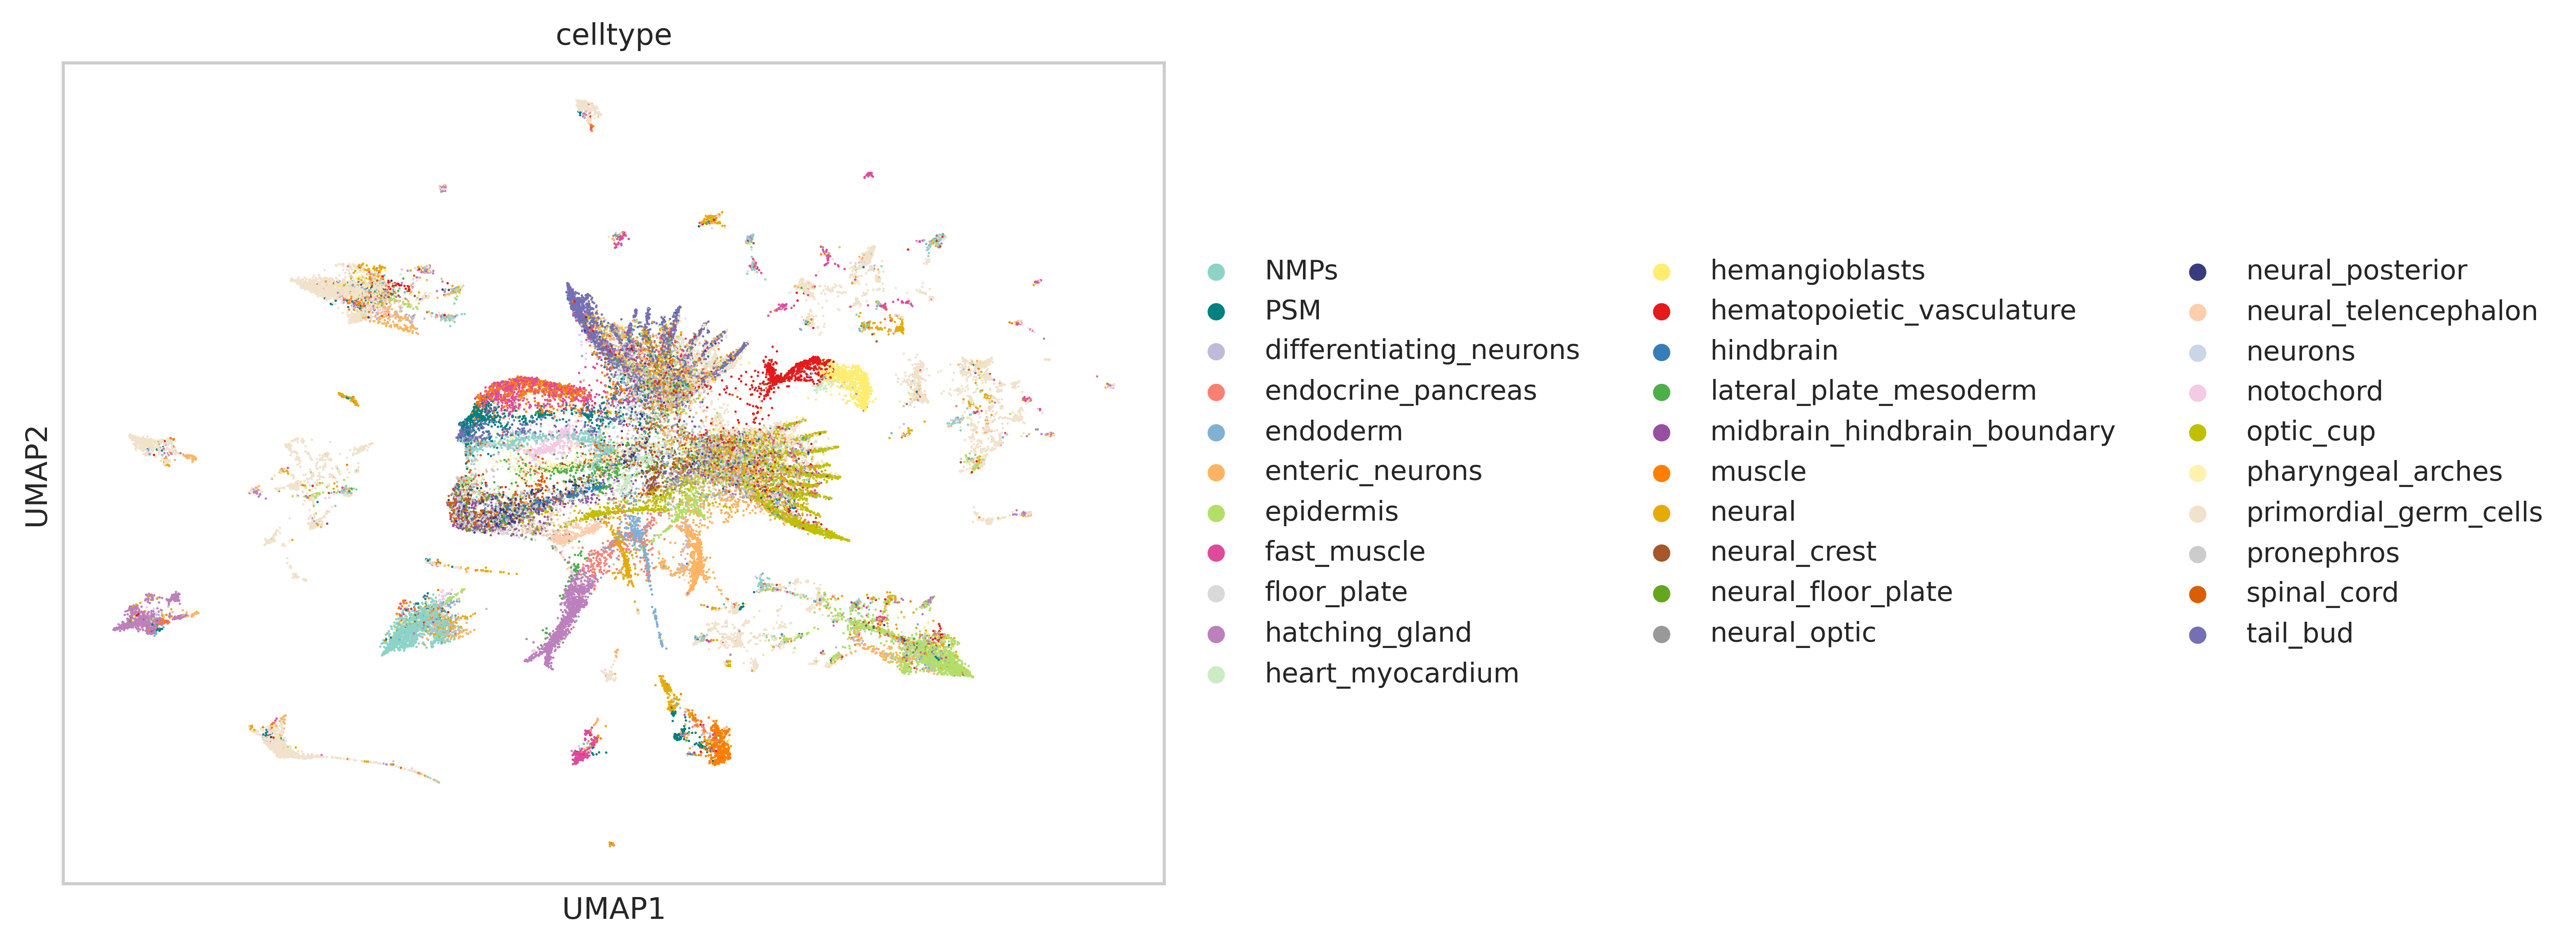 celltype
UMAP2
UMAP1
NMPs
PSM
differentiating_neurons
endocrine_pancreas
endoderm
enteric_neurons
epidermis
fast_muscle
floor_plate
hatching_gland
heart_myocardium
hemangioblasts
hematopoietic_vasculature
hindbrain
lateral_plate_mesoderm
midbrain_hindbrain_boundary
muscle
neural
neural_crest
neural_floor_plate
neural_optic
neural_posterior
neural_telencephalon
neurons
notochord
optic_cup
pharyngeal_arches
primordial_germ_cells
pronephros
spinal_cord
tail_bud